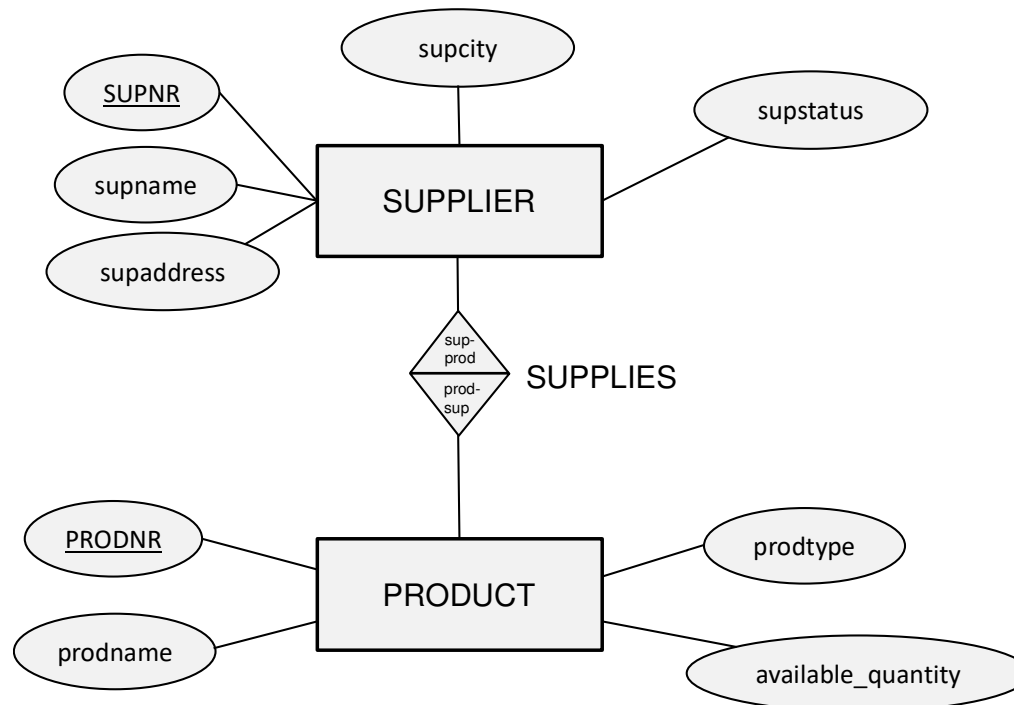 supcity
SUPNR
supstatus
supname
SUPPLIER
supaddress
sup-
prod
SUPPLIES
prod-
sup
PRODNR
prodtype
PRODUCT
prodname
available_quantity